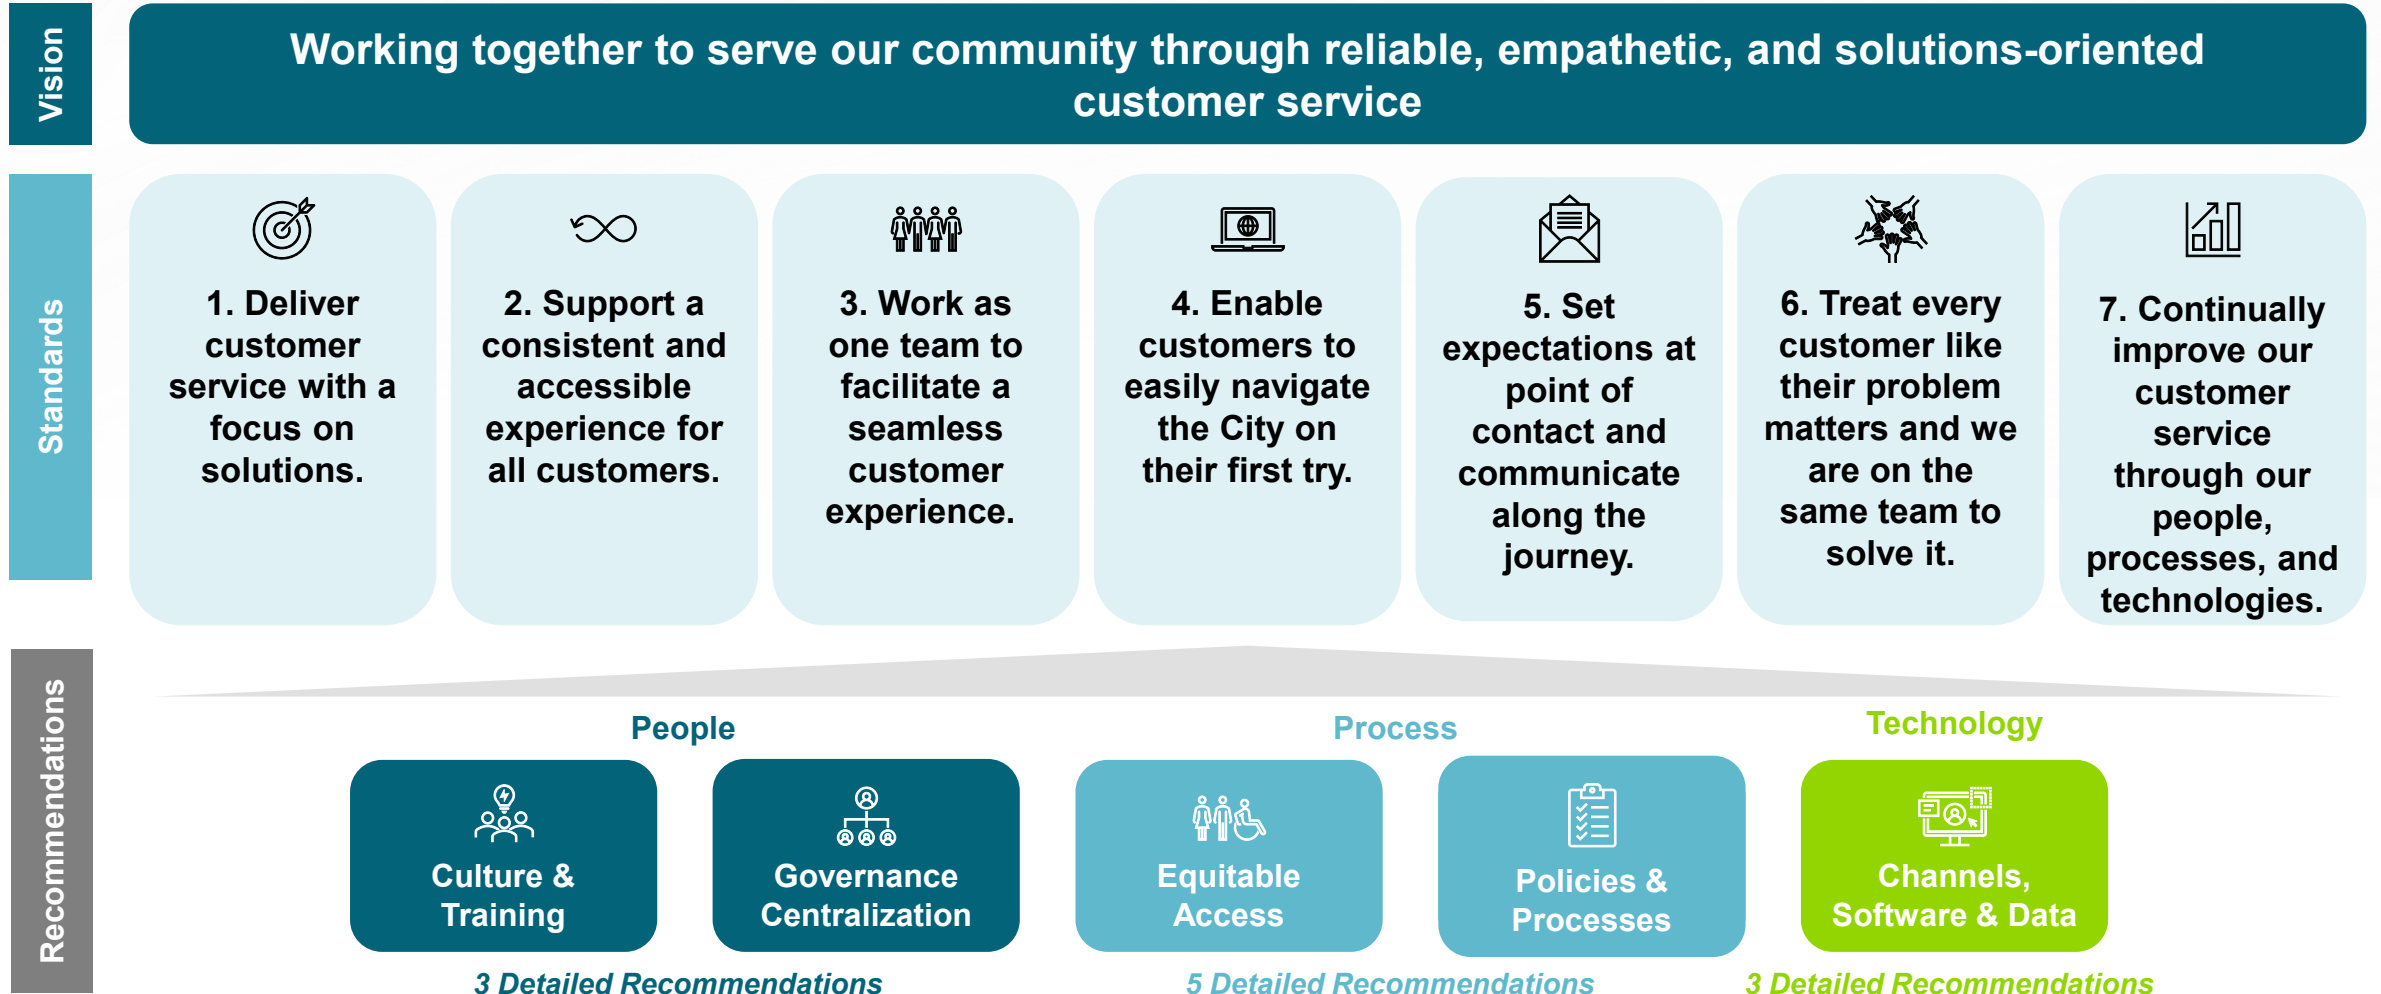 Vision
Working together to serve our community through reliable, empathetic, and solutions-oriented
customer service
Standards
1. Deliver
customer
service with a
focus on
solutions.
2. Support a
consistent and
accessible
experience for
all customers.
3. Work as
one team to
facilitate a
seamless
customer
experience.
4. Enable
customers to
easily navigate
the City on
their first try.
5. Set
expectations at
point of
contact and
communicate
along the
journey.
6. Treat every
customer like
their problem
matters and we
are on the
same team to
solve it.
7. Continually
improve our
customer
service
through our
people,
processes, and
technologies.
Recommendations
People
Culture &
Training
Governance
Centralization
3 Detailed Recommendations
Process
Equitable
Access
Policies &
Processes
5 Detailed Recommendations
Technology
Channels,
Software & Data
3 Detailed Recommendations